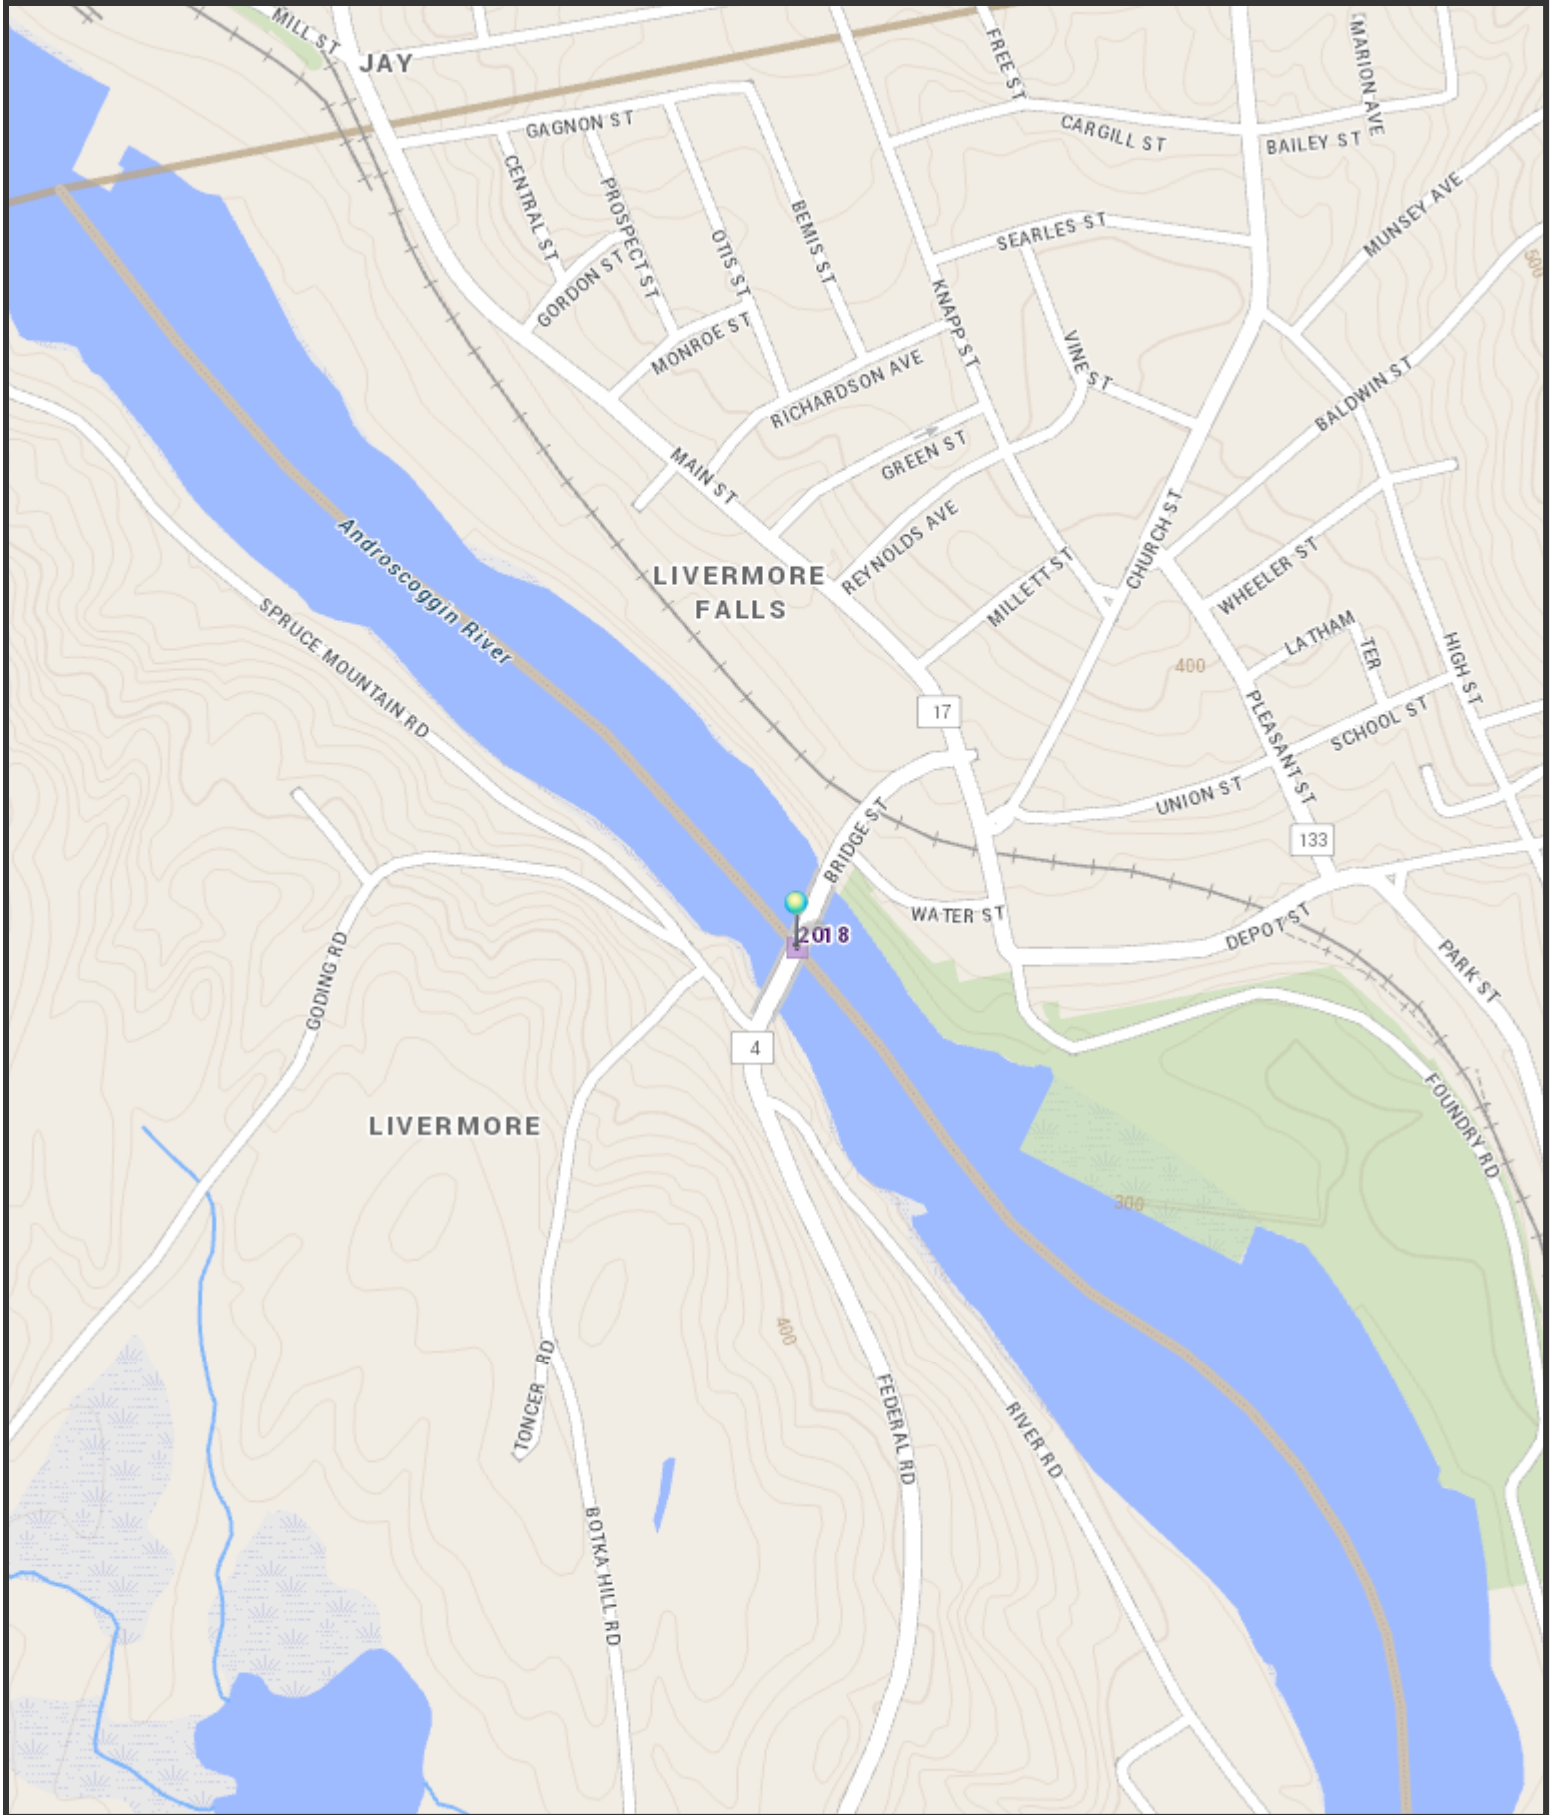 MILL ST
JAY
FREE ST
MARION AVE
GAGNON ST
CARGILL ST
BAILEY ST
CENTRAL ST
PROSPECT ST
OTIS ST
BEMIS ST
MUNSEY AVE
SEARLES ST
GORDON ST
500
KNAPP ST
MONROE ST
VINE ST
RICHARDSON AVE
BALDWIN ST
GREEN ST
MAIN ST
REYNOLDS AVE
CHURCH ST
Androscoggin River
LIVERMORE
FALLS
MILLETT ST
WHEELER ST
SPRUCE MOUNTAIN RD
LATHAM TER
400
HIGH ST
17
PLEASANT ST
SCHOOL ST
UNION ST
BRIDGE ST
133
WATER ST
DEPOT ST
2018
GODING RD
PARK ST
4
LIVERMORE
FOUNDRY RD
300
400
TONCER RD
FEDERAL RD
RIVER RD
BOTKA HILL RD